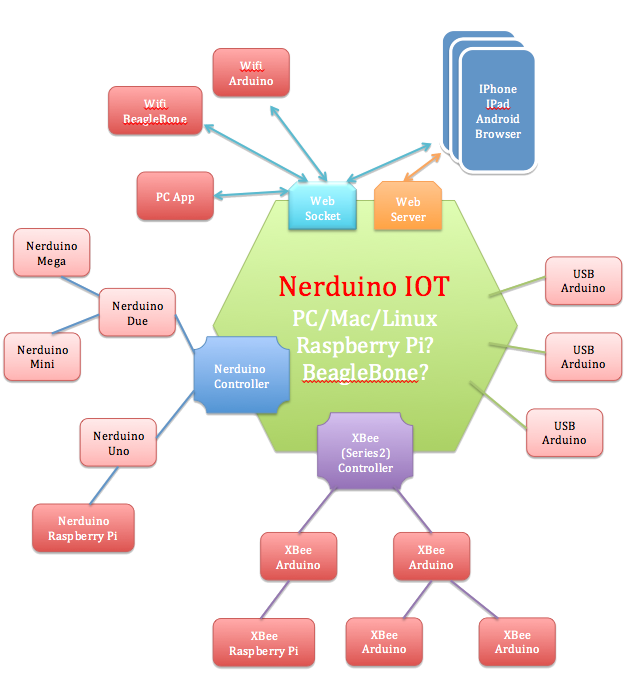 Wifi
Arduino
Wifi
BeagleBone
IPhone
IPad
Android
Browser
PC App
Web
Socket
Web
Server
Nerduino
Mega
Nerduino
Due
Nerduino
Mini
Nerduino IOT
PC/Mac/Linux
Raspberry Pi?
BeagleBone?
USB
Arduino
USB
Arduino
USB
Arduino
Nerduino
Controller
Nerduino
Uno
XBee
(Series2)
Controller
Nerduino
Raspberry Pi
XBee
Arduino
XBee
Arduino
XBee
Raspberry Pi
XBee
Arduino
XBee
Arduino